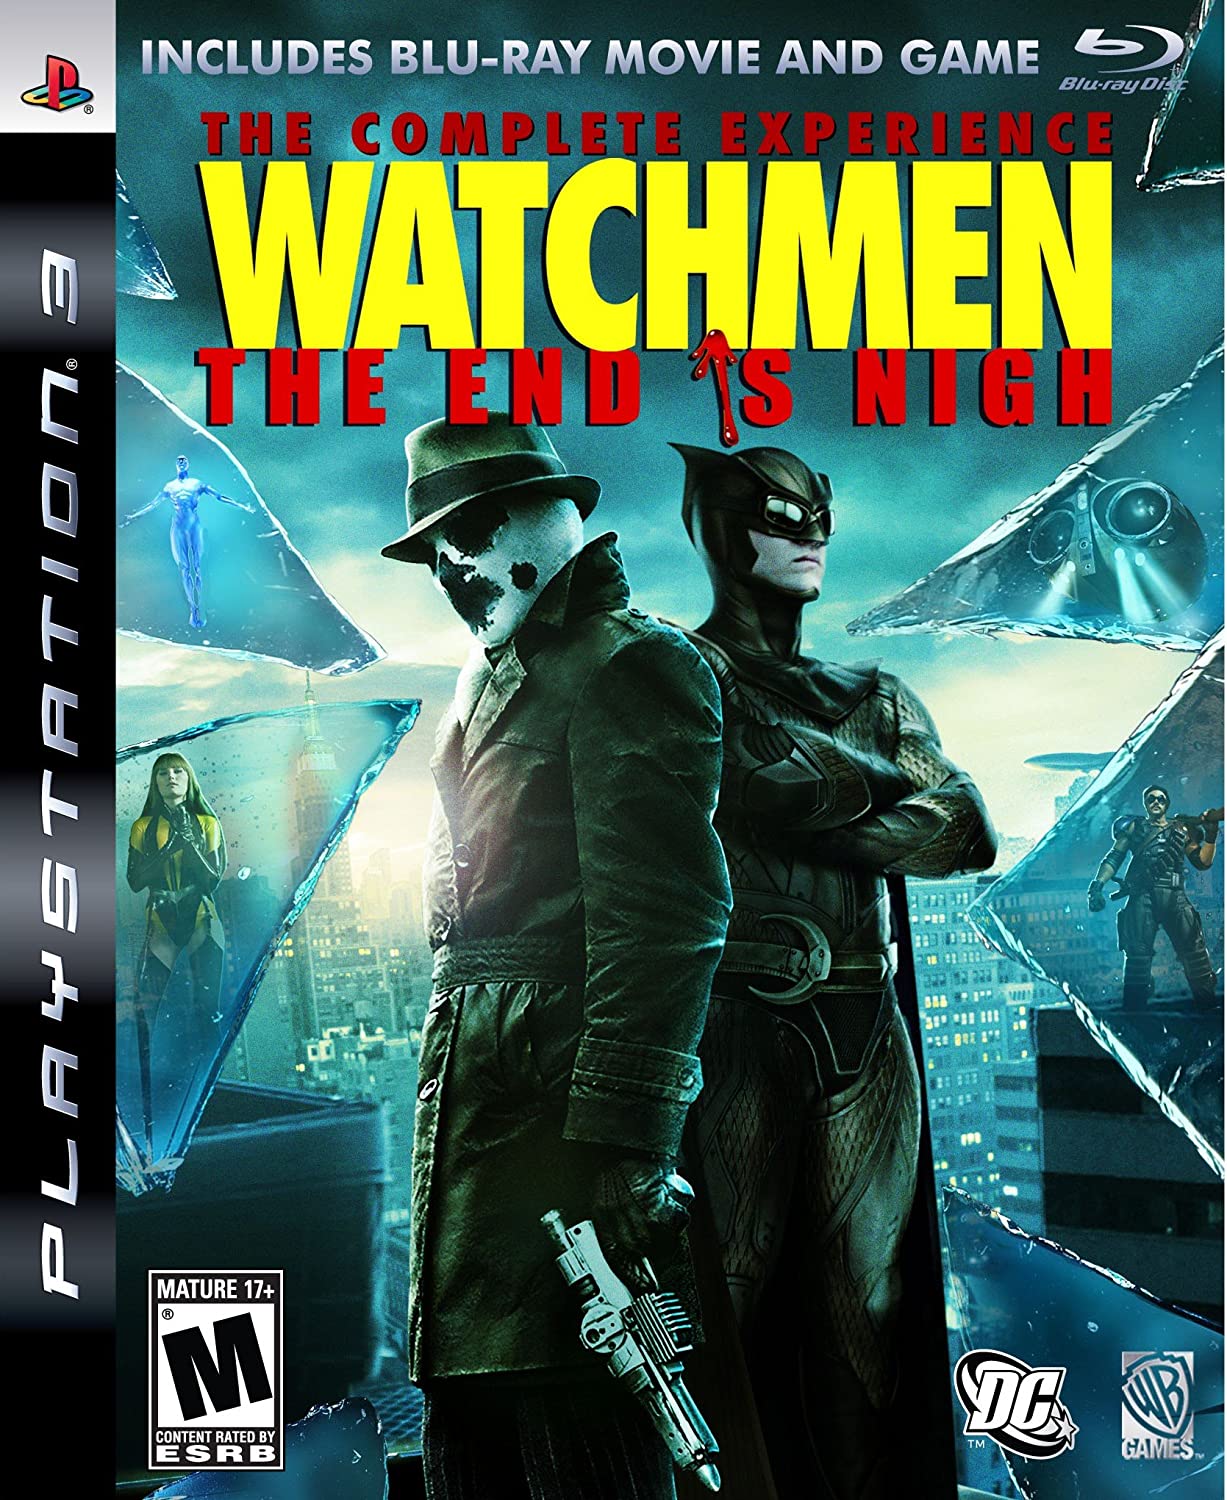 INCLUDES BLU-RAY MOVIE AND GAME
Blu-ray Disc
THE COMPLETE EXPERIENCE
WATCHMEN
THE END IS NIGH
PLAYSTATION®3
®
MATURE 17+
®
M
CONTENT RATED BY
ESRB
DC
TM
WB
GAMES